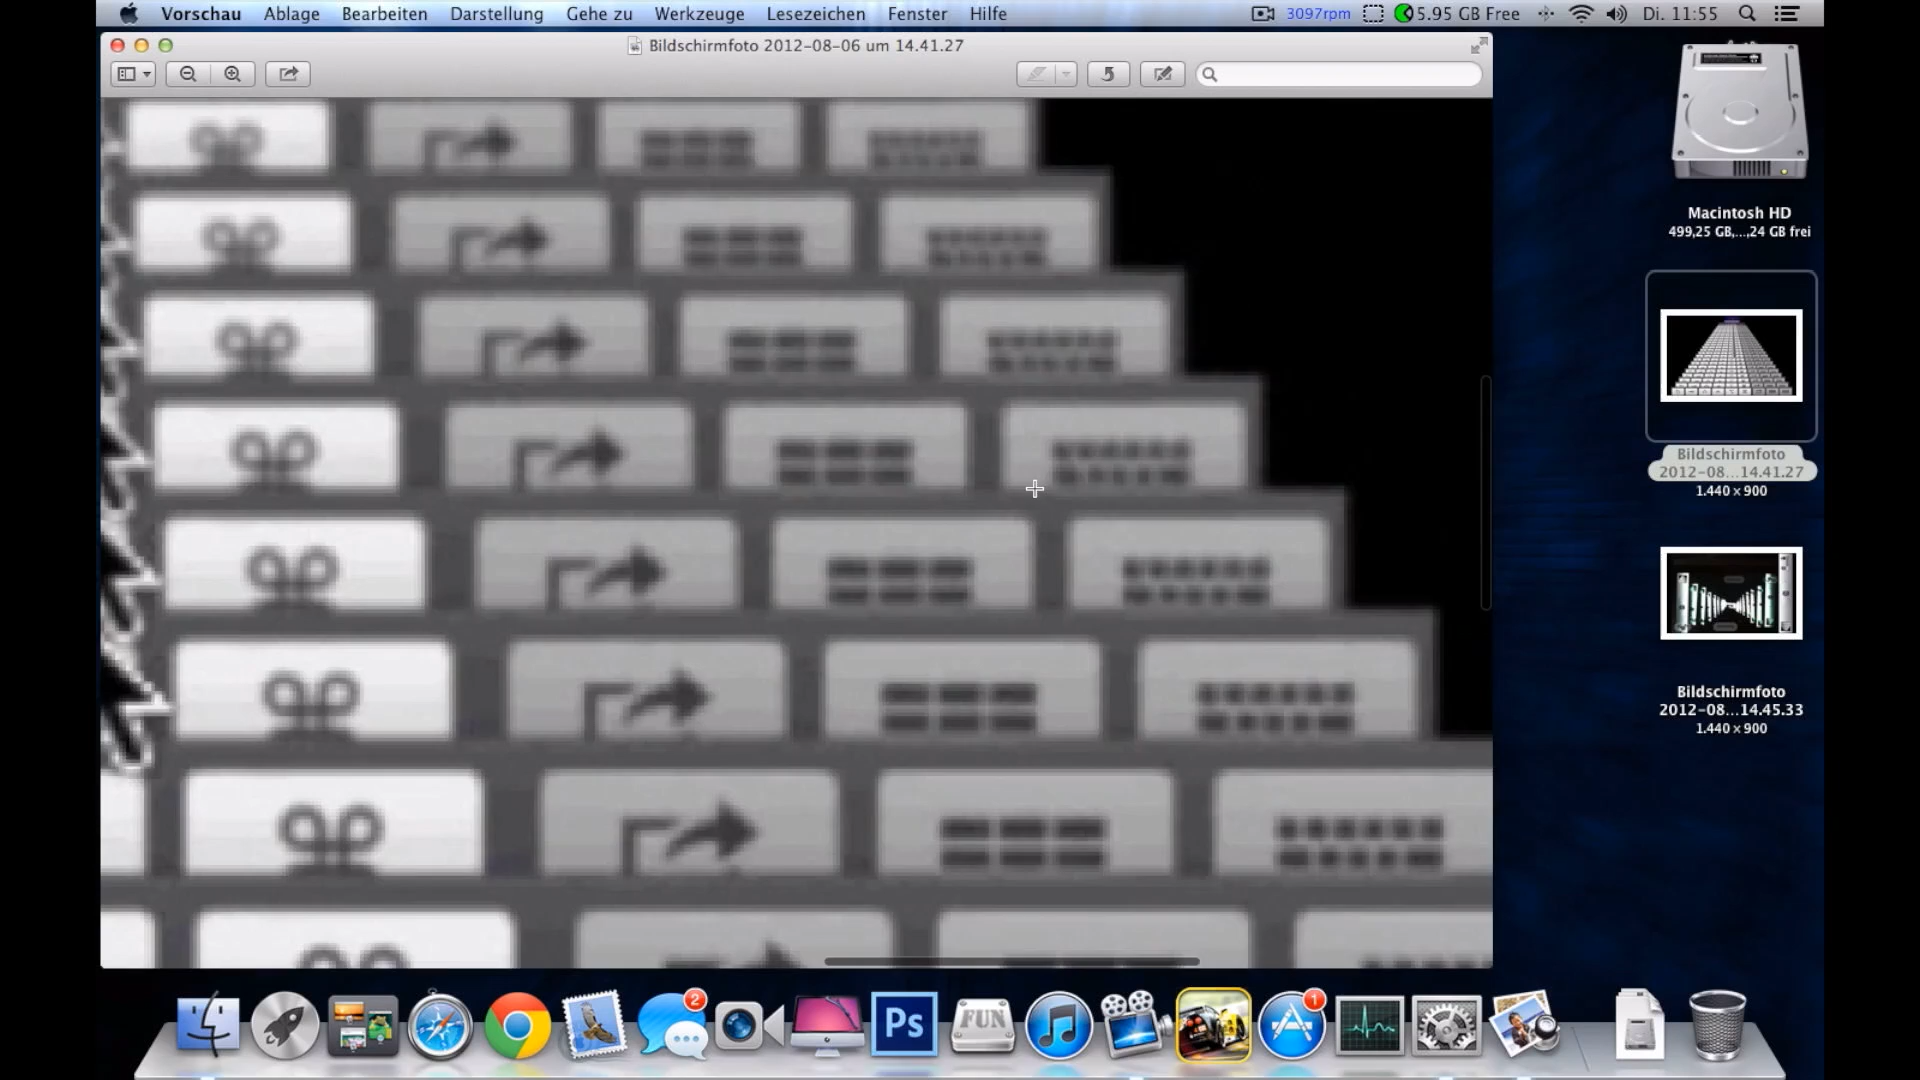 Vorschau Ablage Bearbeiten Darstellung Gehe zu Werkzeuge Lesezeichen Fenster Hilfe 3097rpm 5.95 GB Free Di. 11:55
Bildschirmfoto 2012-08-06 um 14.41.27
Macintosh HD
499,25 GB,...,24 GB frei
Bildschirmfoto
2012-08...14.41.27
1.440 × 900
Bildschirmfoto
2012-08...14.45.33
1.440 × 900
2
Ps
FUN
1